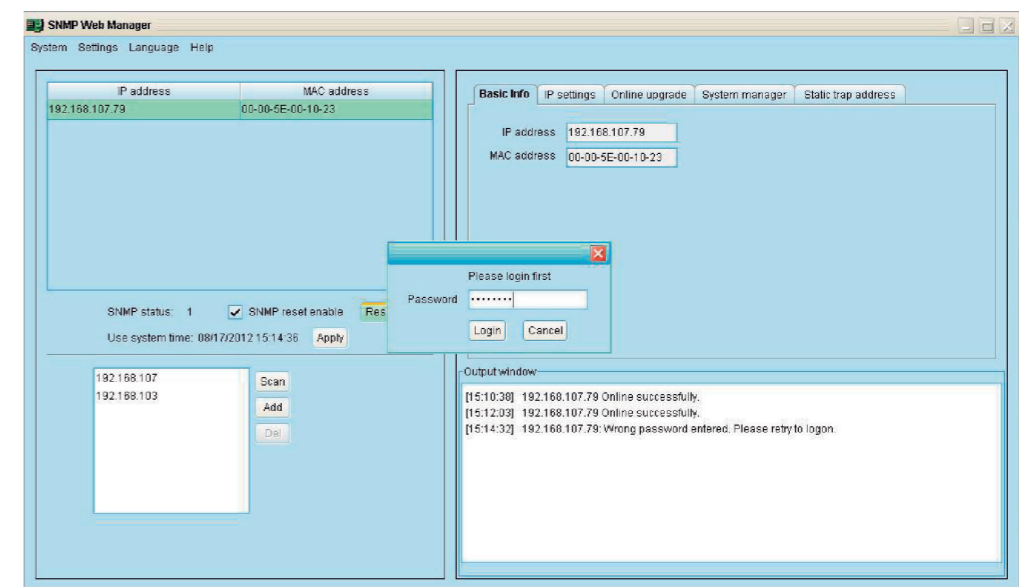 SNMP Web Manager
System Settings Language Help
IP address MAC address
192.168.107.79 00-00-5E-00-10-23
SNMP status: 1 SNMP reset enable Res
Use system time: 08/17/2012 15:14:36 Apply
192.168.107
192.168.103
Scan
Add
Del
Basic Info IP settings Online upgrade System manager Static trap address
IP address 192.168.107.79
MAC address 00-00-5E-00-10-23
Please login first
Password ········
Login Cancel
Output window
[15:10:38] 192.168.107.79 Online successfully.
[15:12:03] 192.168.107.79 Online successfully.
[15:14:32] 192.168.107.79: Wrong password entered. Please retry to logon.